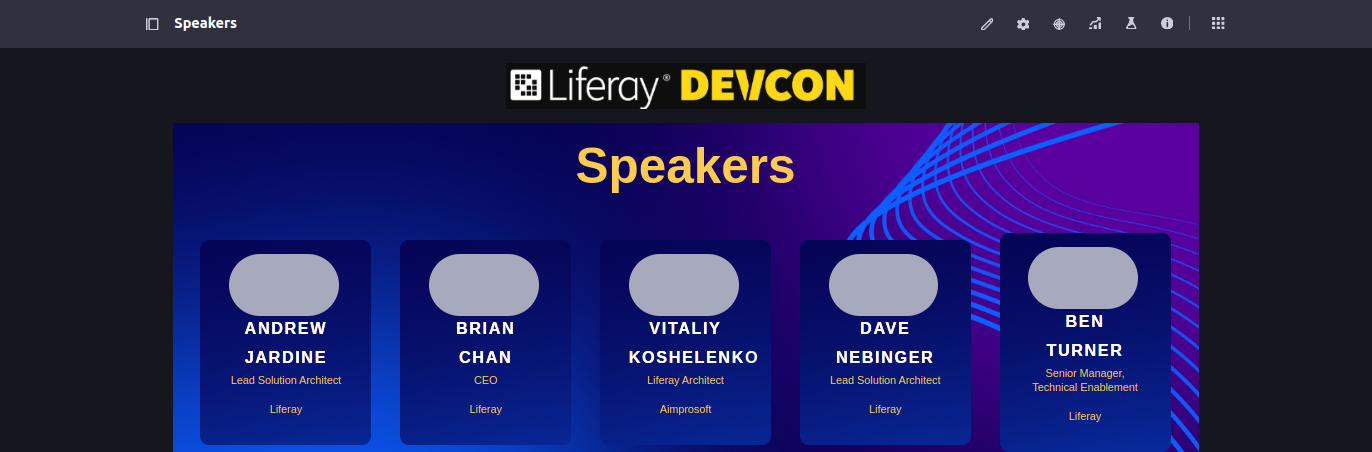 Speakers
Liferay® DEVCON
Speakers
ANDREW
JARDINE
Lead Solution Architect
Liferay
BRIAN
CHAN
CEO
Liferay
VITALIY
KOSHELENKO
Liferay Architect
Aimprosoft
DAVE
NEBINGER
Lead Solution Architect
Liferay
BEN
TURNER
Senior Manager,
Technical Enablement
Liferay